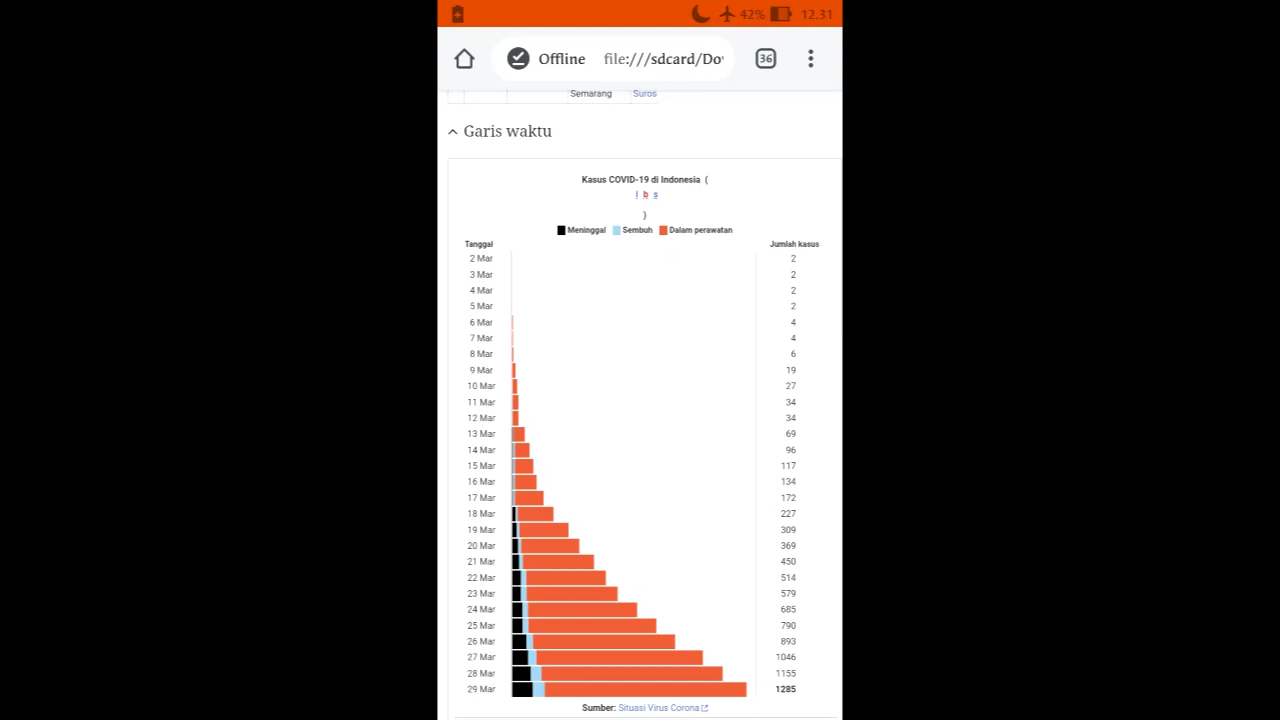 42% 12.31
Offline file:///sdcard/Dov
36
Semarang Suros
Garis waktu
Kasus COVID-19 di Indonesia (
l b s
)
Meninggal Sembuh Dalam perawatan
Tanggal Jumlah kasus
2 Mar 2
3 Mar 2
4 Mar 2
5 Mar 2
6 Mar 4
7 Mar 4
8 Mar 6
9 Mar 19
10 Mar 27
11 Mar 34
12 Mar 34
13 Mar 69
14 Mar 96
15 Mar 117
16 Mar 134
17 Mar 172
18 Mar 227
19 Mar 309
20 Mar 369
21 Mar 450
22 Mar 514
23 Mar 579
24 Mar 685
25 Mar 790
26 Mar 893
27 Mar 1046
28 Mar 1155
29 Mar 1285
Sumber: Situasi Virus Corona